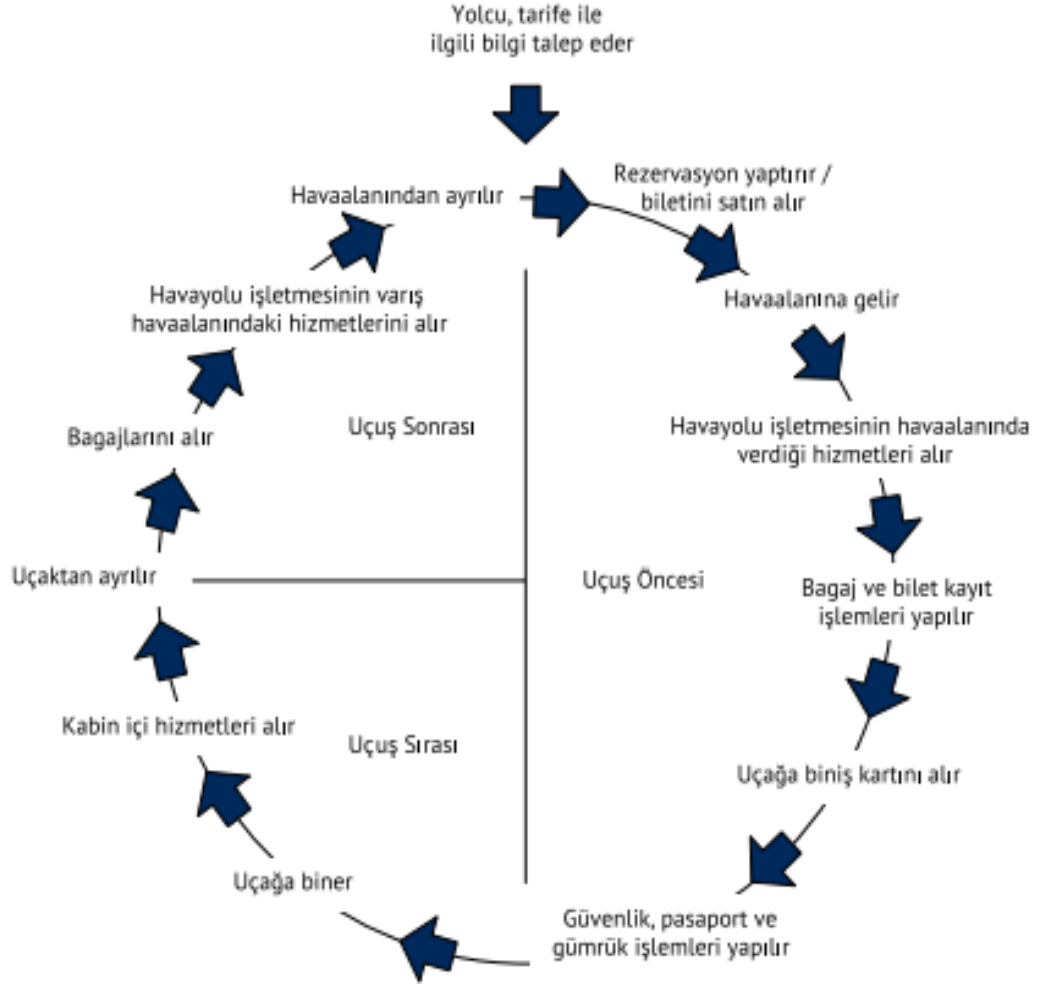 Yolcu, tarife ile
ilgili bilgi talep eder
Rezervasyon yaptırır /
biletini satın alır
Havaalanına gelir
Havayolu işletmesinin havaalanında
verdiği hizmetleri alır
Bagaj ve bilet kayıt
işlemleri yapılır
Uçağa biniş kartını alır
Güvenlik, pasaport ve
gümrük işlemleri yapılır
Uçağa biner
Kabin içi hizmetleri alır
Uçaktan ayrılır
Bagajlarını alır
Havayolu işletmesinin varış
havaalanındaki hizmetlerini alır
Havaalanından ayrılır
Uçuş Öncesi
Uçuş Sırası
Uçuş Sonrası